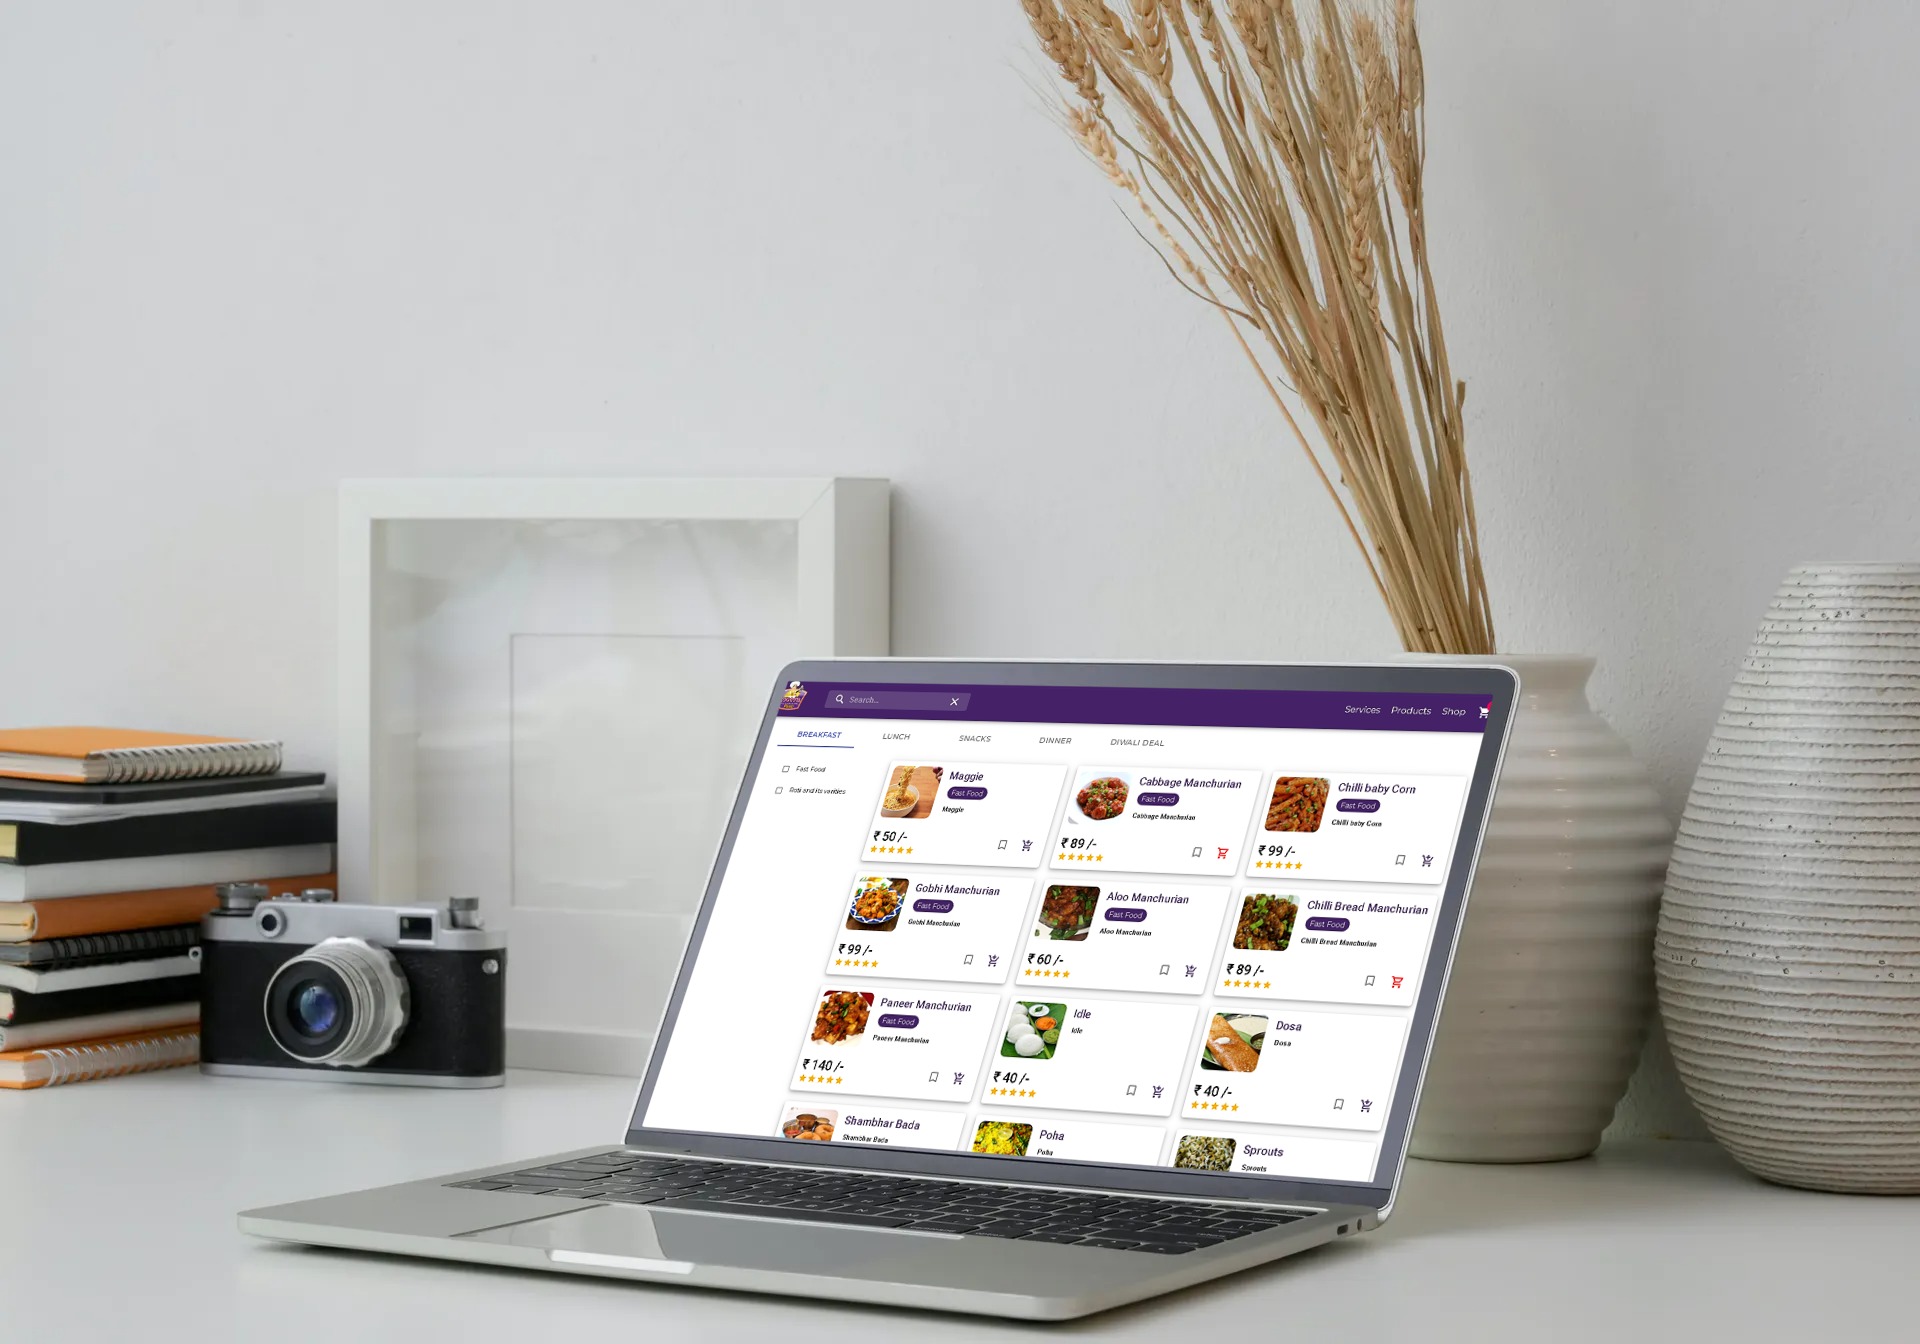 Search...
Services Products Shop
BREAKFAST LUNCH SNACKS DINNER DIWALI DEAL
Fast Food
Roti and its varities
Maggie
Fast Food
Maggie
₹ 50 /-
Cabbage Manchurian
Fast Food
Cabbage Manchurian
₹ 89 /-
Chilli baby Corn
Fast Food
Chilli baby Corn
₹ 99 /-
Gobhi Manchurian
Fast Food
Gobhi Manchurian
₹ 99 /-
Aloo Manchurian
Fast Food
Aloo Manchurian
₹ 60 /-
Chilli Bread Manchurian
Fast Food
Chilli Bread Manchurian
₹ 89 /-
Paneer Manchurian
Fast Food
Paneer Manchurian
₹ 140 /-
Idle
Idle
₹ 40 /-
Dosa
Dosa
₹ 40 /-
Shambhar Bada
Shambhar Bada
Poha
Poha
Sprouts
Sprouts